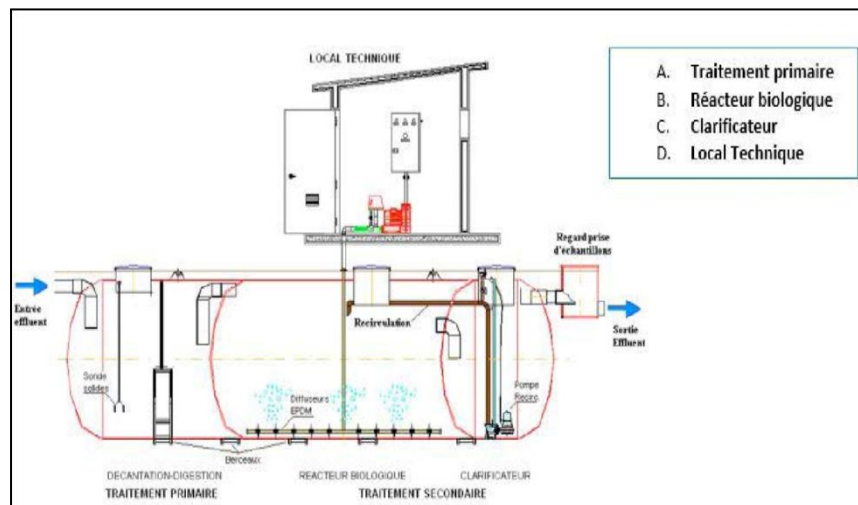 LOCAL TECHNIQUE
A. Traitement primaire
B. Réacteur biologique
C. Clarificateur
D. Local Technique
Regard prise
d'échantillons
Entrée
effluent
Recirculation
Sortie
Effluent
Sonde
solides
Diffuseurs
EPDM
Pompe
Recirc.
Berceaux
DECANTATION-DIGESTION
REACTEUR BIOLOGIQUE
CLARIFICATEUR
TRAITEMENT PRIMAIRE
TRAITEMENT SECONDAIRE